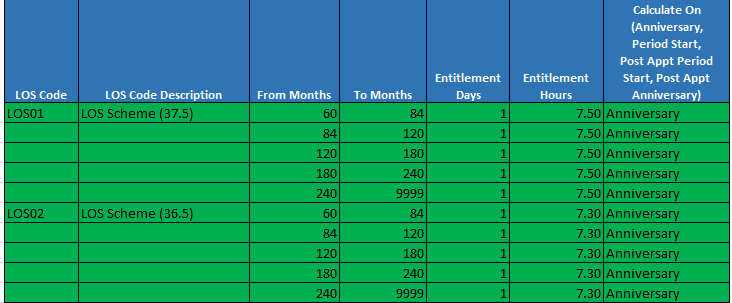 LOS Code LOS Code Description From Months To Months Entitlement Days Entitlement Hours Calculate On (Anniversary, Period Start, Post Appt Period Start, Post Appt Anniversary)
LOS01 LOS Scheme (37.5) 60 84 1 7.50 Anniversary
84 120 1 7.50 Anniversary
120 180 1 7.50 Anniversary
180 240 1 7.50 Anniversary
240 9999 1 7.50 Anniversary
LOS02 LOS Scheme (36.5) 60 84 1 7.30 Anniversary
84 120 1 7.30 Anniversary
120 180 1 7.30 Anniversary
180 240 1 7.30 Anniversary
240 9999 1 7.30 Anniversary